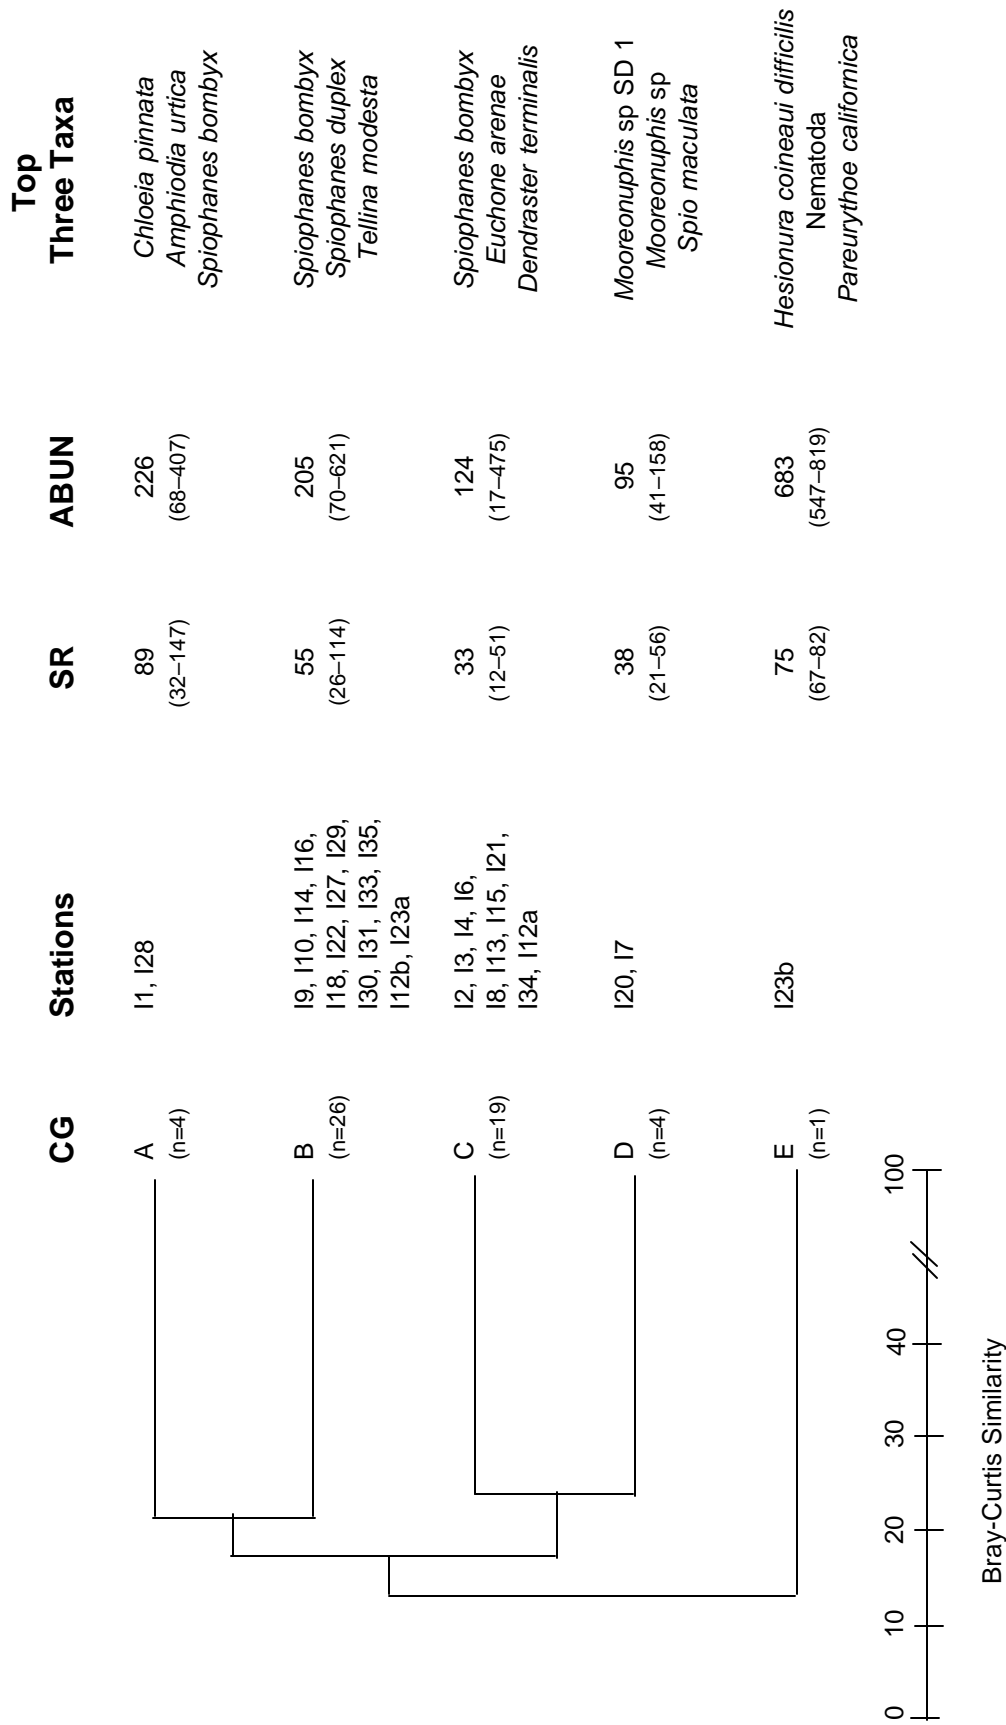 CG
Stations
SR
ABUN
Top
Three Taxa
A
(n=4)
I1, I28
89
(32–147)
226
(68–407)
Chloeia pinnata
Amphiodia urtica
Spiophanes bombyx
B
(n=26)
I9, I10, I14, I16,
I18, I22, I27, I29,
I30, I31, I33, I35,
I12b, I23a
55
(26–114)
205
(70–621)
Spiophanes bombyx
Spiophanes duplex
Tellina modesta
C
(n=19)
I2, I3, I4, I6,
I8, I13, I15, I21,
I34, I12a
33
(12–51)
124
(17–475)
Spiophanes bombyx
Euchone arenae
Dendraster terminalis
D
(n=4)
I20, I7
38
(21–56)
95
(41–158)
Mooreonuphis sp SD 1
Mooreonuphis sp
Spio maculata
E
(n=1)
I23b
75
(67–82)
683
(547–819)
Hesionura coineaui difficilis
Nematoda
Pareurythoe californica
0 10 20 30 40 100
Bray-Curtis Similarity